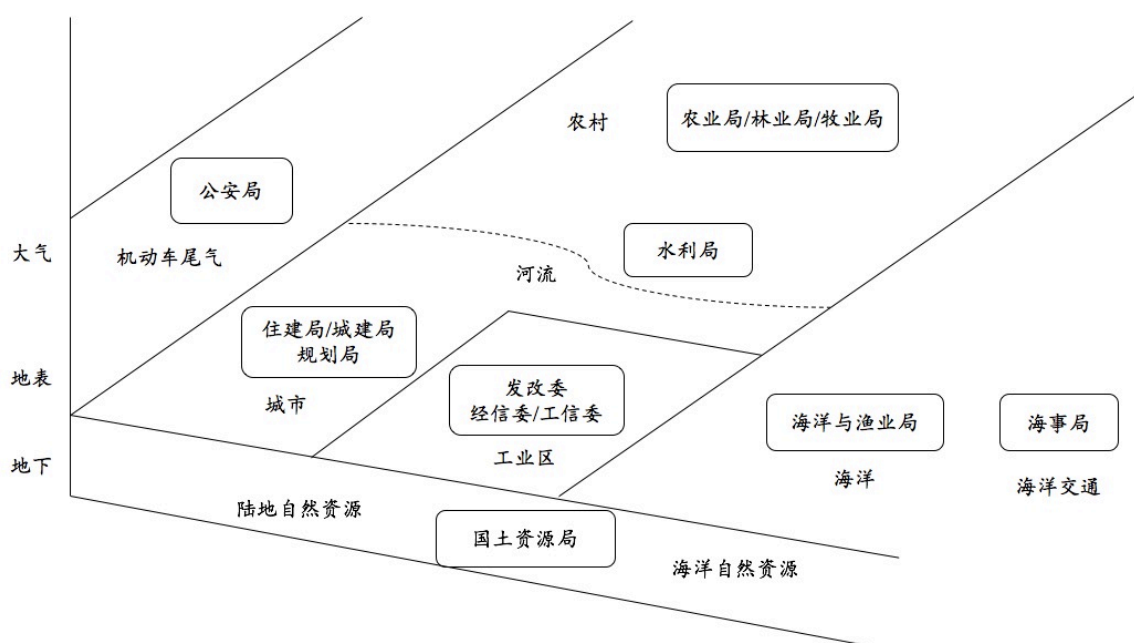 农村
农业局/林业局/牧业局
公安局
大气
机动车尾气
水利局
河流
住建局/城建局
规划局
地表
城市
发改委
经信委/工信委
工业区
海洋与渔业局
海事局
海洋
海洋交通
地下
陆地自然资源
国土资源局
海洋自然资源